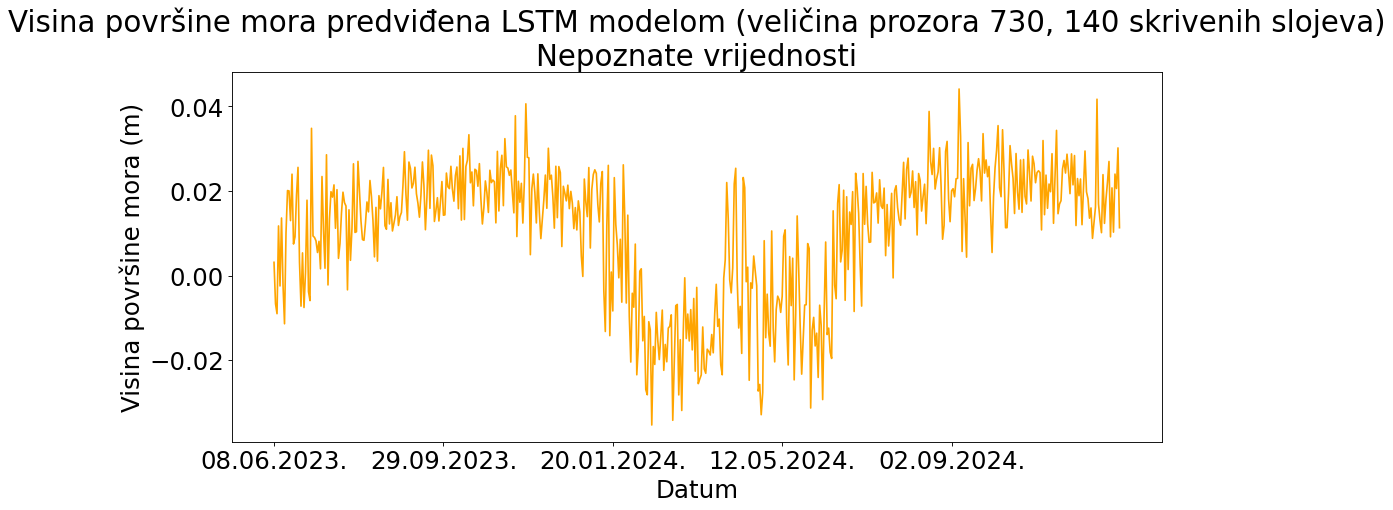 Visina površine mora predviđena LSTM modelom (veličina prozora 730, 140 skrivenih slojeva)
Nepoznate vrijednosti
Visina površine mora (m)
0.04
0.02
0.00
−0.02
08.06.2023. 29.09.2023. 20.01.2024. 12.05.2024. 02.09.2024.
Datum